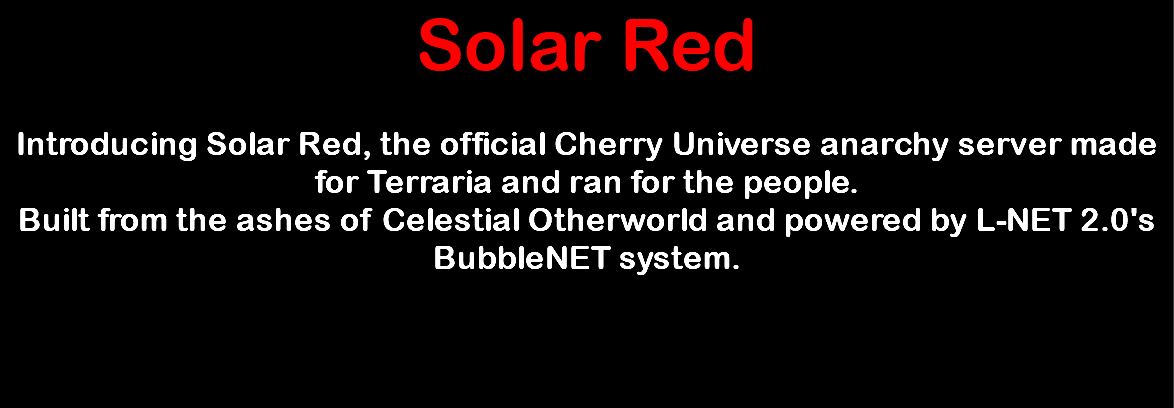 Solar Red
Introducing Solar Red, the official Cherry Universe anarchy server made
for Terraria and ran for the people.
Built from the ashes of Celestial Otherworld and powered by L-NET 2.0's
BubbleNET system.